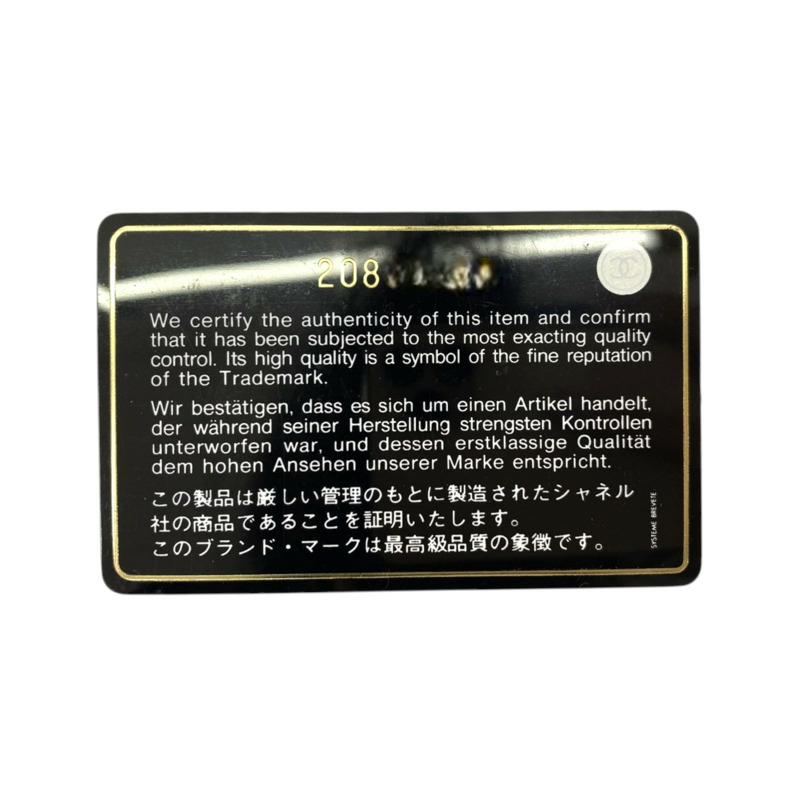 208
We certify the authenticity of this item and confirm
that it has been subjected to the most exacting quality
control. Its high quality is a symbol of the fine reputation
of the Trademark.
Wir bestätigen, dass es sich um einen Artikel handelt,
der während seiner Herstellung strengsten Kontrollen
unterworfen war, und dessen erstklassige Qualität
dem hohen Ansehen unserer Marke entspricht.
この製品は厳しい管理のもとに製造されたシャネル
社の商品であることを証明いたします。
このブランド・マークは最高級品質の象徴です。
SYSTEME BREVETE